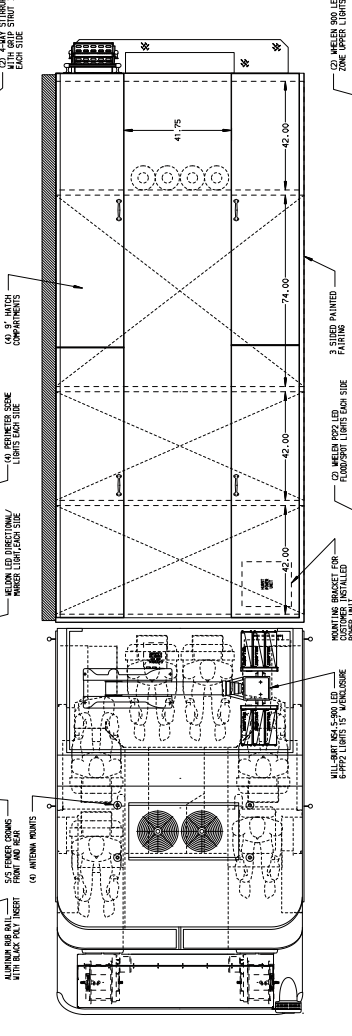 ALUMINUM RUB RAIL
WITH BLACK POLY INSERT
S/S FENDER CROWNS
FRONT AND REAR
(4) ANTENNA MOUNTS
WELDON LED DIRECTIONAL/
MARKER LIGHT,EACH SIDE
(4) PERIMETER SCENE
LIGHTS EACH SIDE
(4) 9' HATCH
COMPARTMENTS
(2) 4-WAY STIRRUP
WITH GRIP STRUT
EACH SIDE
41.75
42.00
42.00
74.00
42.00
WILL-BURT NS4.5-900 LED
6-PFP2 LIGHTS 15' W/ENCLOSURE
MOUNTING BRACKET FOR
CUSTOMER INSTALLED
POWER UNIT
(2) WHELEN PCP2 LED
FLOOD/SPOT LIGHTS EACH SIDE
3 SIDED PAINTED
FAIRING
(2) WHELEN 900 LED
ZONE UPPER LIGHTS